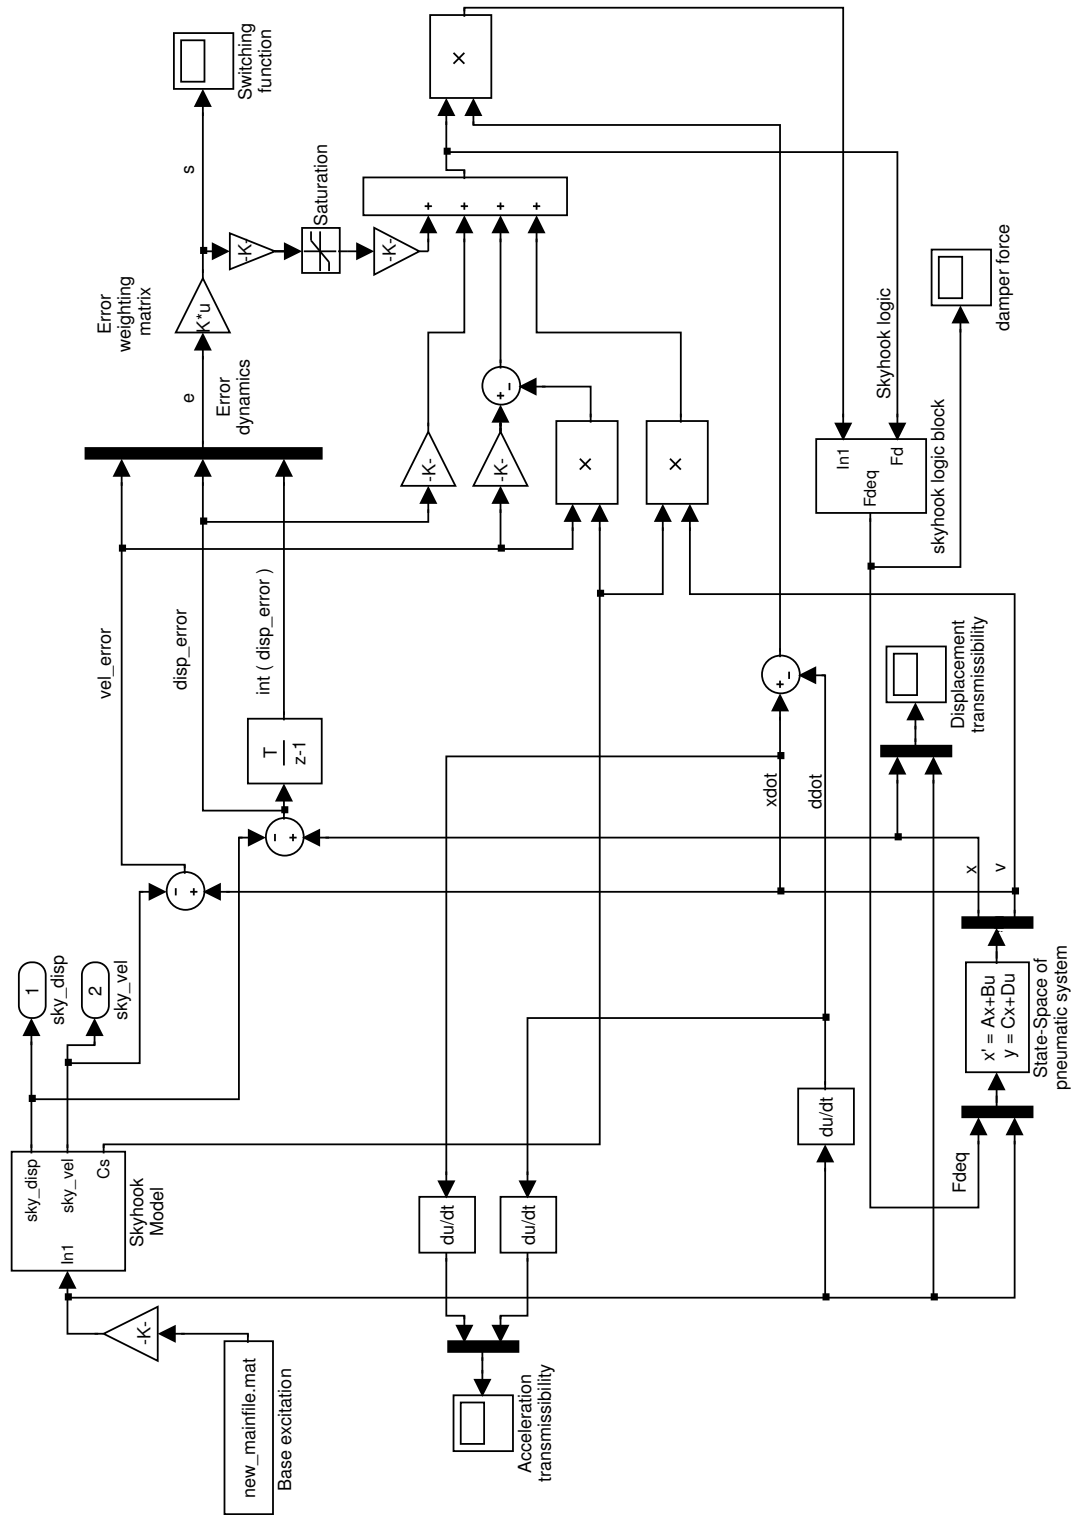 new_mainfile.mat
Base excitation
-K-
In1
sky_disp
sky_vel
Cs
Skyhook
Model
1
sky_disp
2
sky_vel
vel_error
disp_error
int ( disp_error )
T
z-1
-
+
-
+
e
Error
dynamics
Error
weighting
matrix
K*u
s
Switching
function
-K-
Saturation
-K-
+
+
+
+
×
-K-
-K-
+
-
×
×
Acceleration
transmissibility
du/dt
du/dt
du/dt
xdot
ddot
+
-
Displacement
transmissibility
In1
Fd
Fdeq
Skyhook logic
skyhook logic block
damper force
Fdeq
x' = Ax+Bu
y = Cx+Du
State-Space of
pneumatic system
x
v